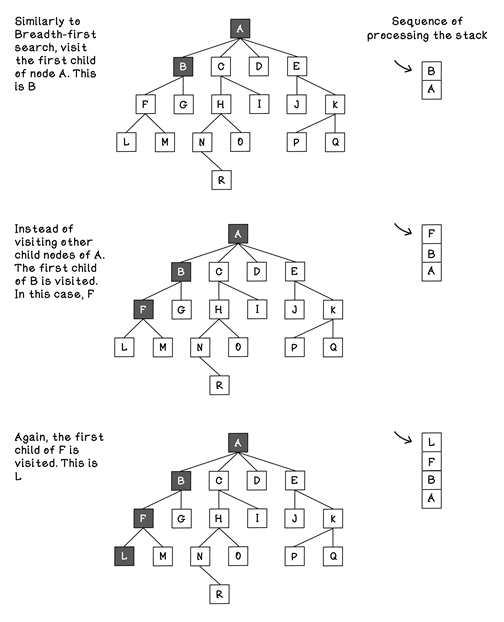 Similarly to
Breadth-first
search, visit
the first child
of node A. This
is B
Sequence of
processing the stack
A
B C D E
F G H I J K
L M N O P Q
R
B
A
Instead of
visiting other
child nodes of A.
The first child
of B is visited.
In this case, F
A
B C D E
F G H I J K
L M N O P Q
R
F
B
A
Again, the first
child of F is
visited. This is
L
A
B C D E
F G H I J K
L M N O P Q
R
L
F
B
A